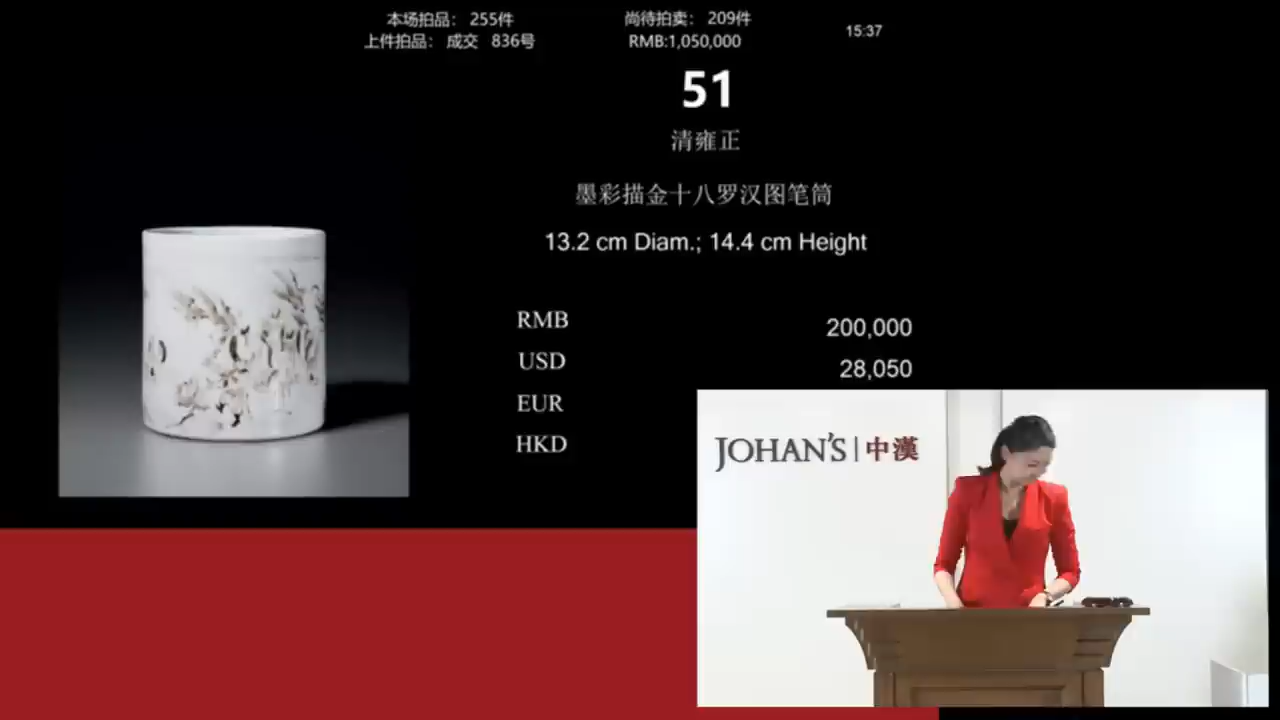 本场拍品： 255件
尚待拍卖： 209件
15:37
上件拍品： 成交 836号
RMB:1,050,000
51
清雍正
墨彩描金十八罗汉图笔筒
13.2 cm Diam.; 14.4 cm Height
RMB 200,000
USD 28,050
EUR
HKD
JOHAN'S | 中漢